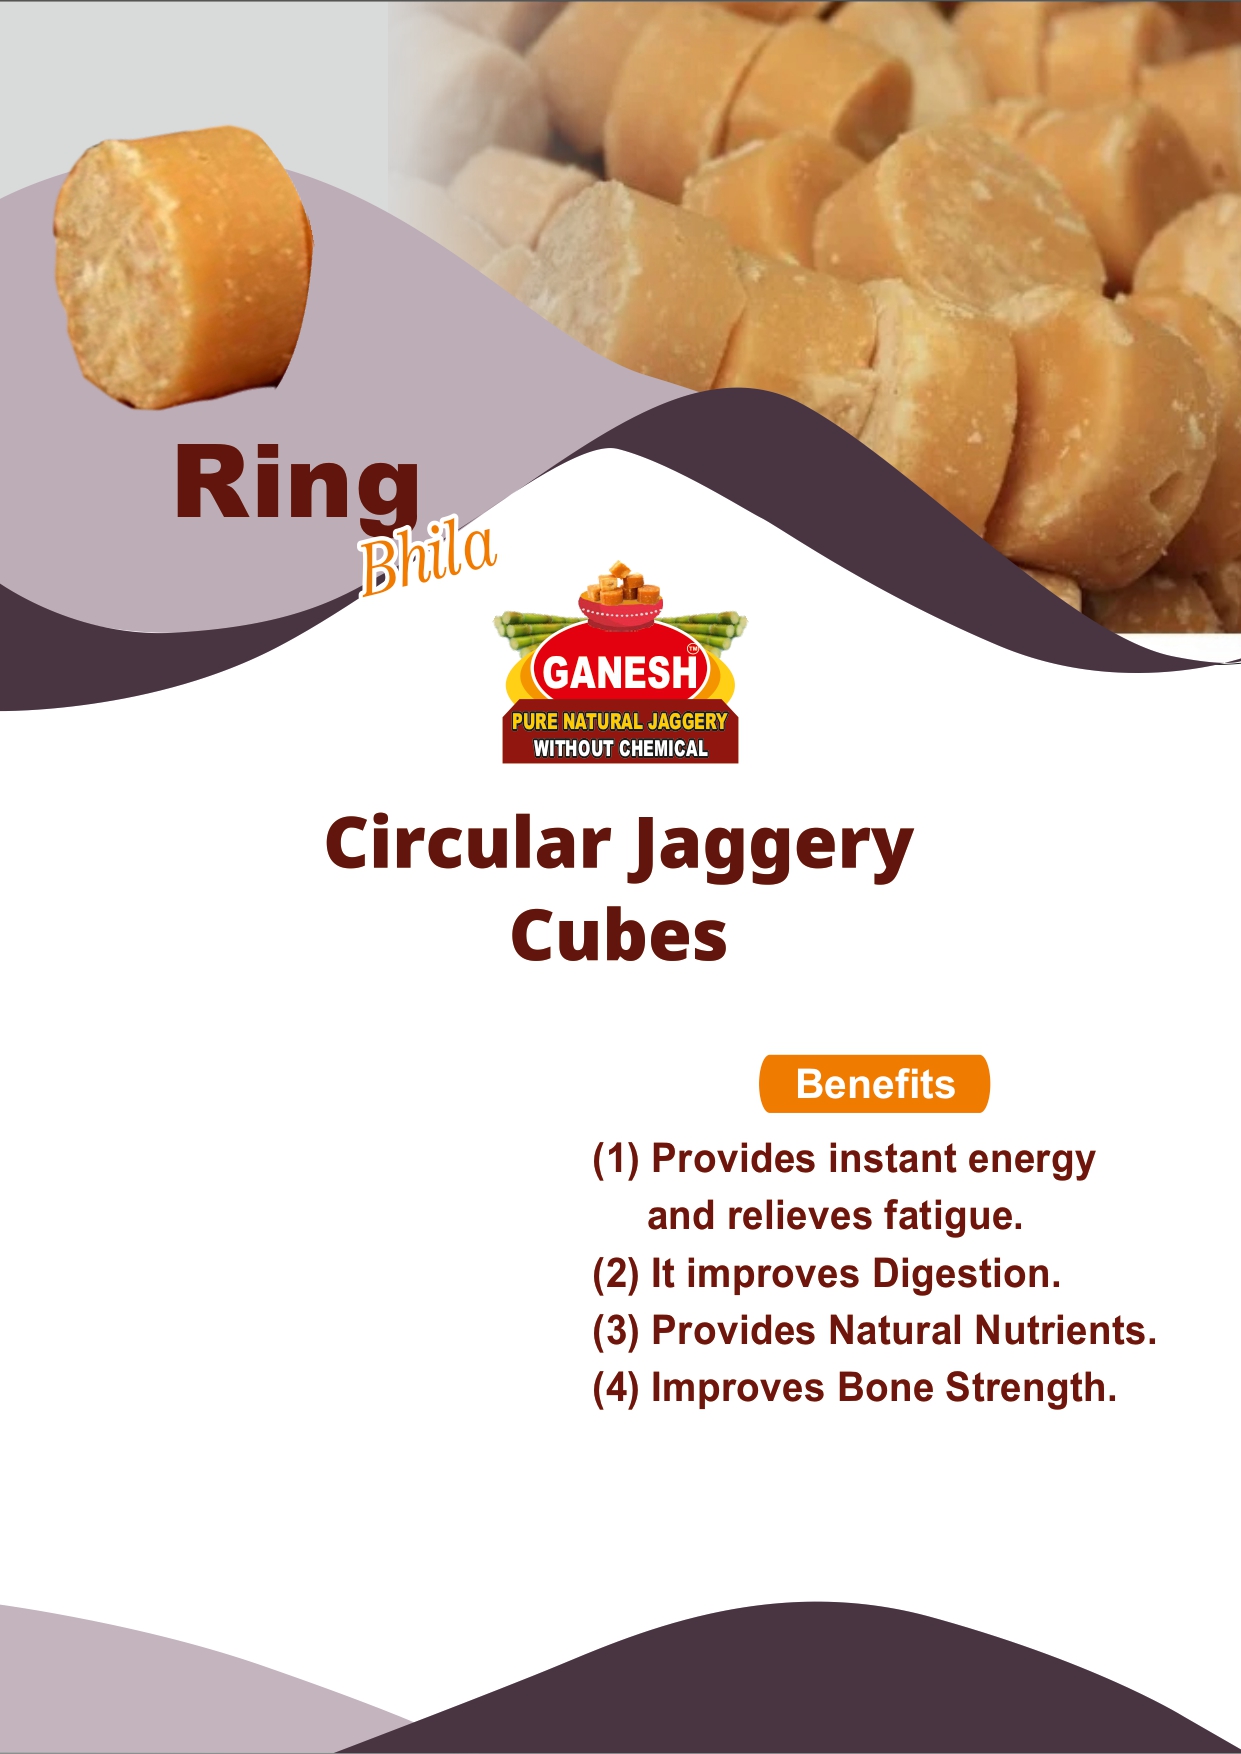 Ring
Bhila
GANESH
TM
PURE NATURAL JAGGERY
WITHOUT CHEMICAL
Circular Jaggery
Cubes
Benefits
(1) Provides instant energy
and relieves fatigue.
(2) It improves Digestion.
(3) Provides Natural Nutrients.
(4) Improves Bone Strength.